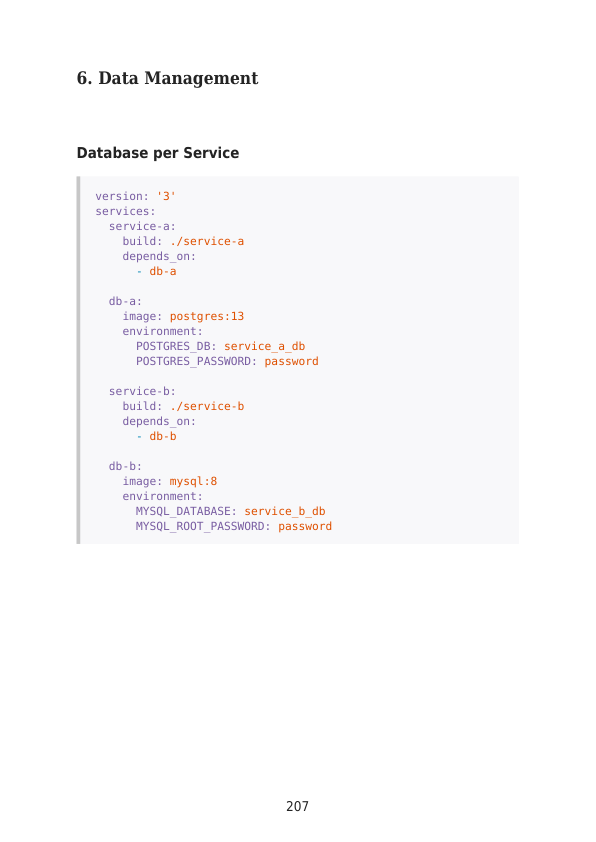 6. Data Management
Database per Service
version: '3'
services:
  service-a:
    build: ./service-a
    depends_on:
      - db-a
  db-a:
    image: postgres:13
    environment:
      POSTGRES_DB: service_a_db
      POSTGRES_PASSWORD: password
  service-b:
    build: ./service-b
    depends_on:
      - db-b
  db-b:
    image: mysql:8
    environment:
      MYSQL_DATABASE: service_b_db
      MYSQL_ROOT_PASSWORD: password
207